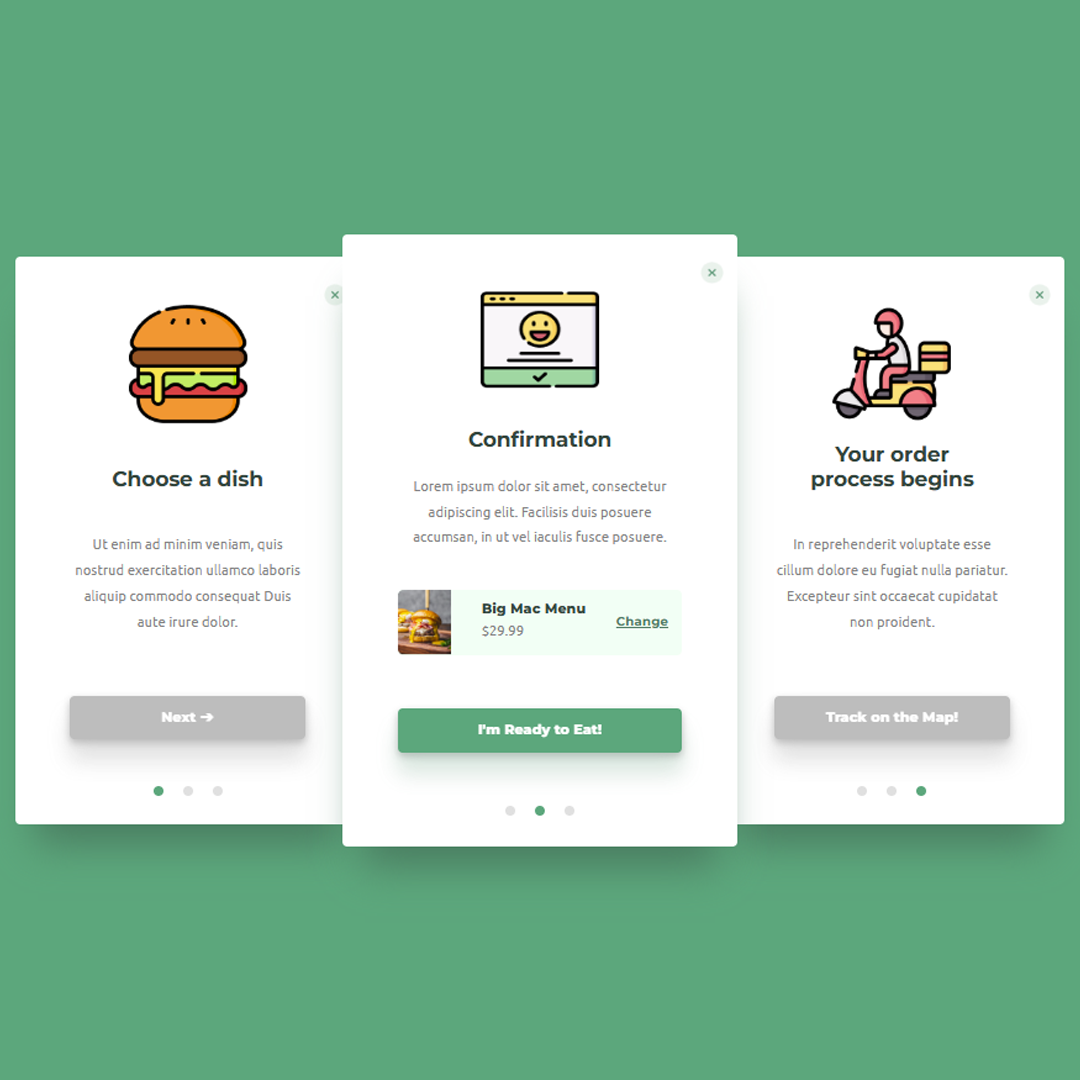 Choose a dish
Ut enim ad minim veniam, quis
nostrud exercitation ullamco laboris
aliquip commodo consequat Duis
aute irure dolor.
Next ➔
Confirmation
Lorem ipsum dolor sit amet, consectetur
adipiscing elit. Facilisis duis posuere
accumsan, in ut vel iaculis fusce posuere.
Big Mac Menu
$29.99
Change
I'm Ready to Eat!
Your order
process begins
In reprehenderit voluptate esse
cillum dolore eu fugiat nulla pariatur.
Excepteur sint occaecat cupidatat
non proident.
Track on the Map!